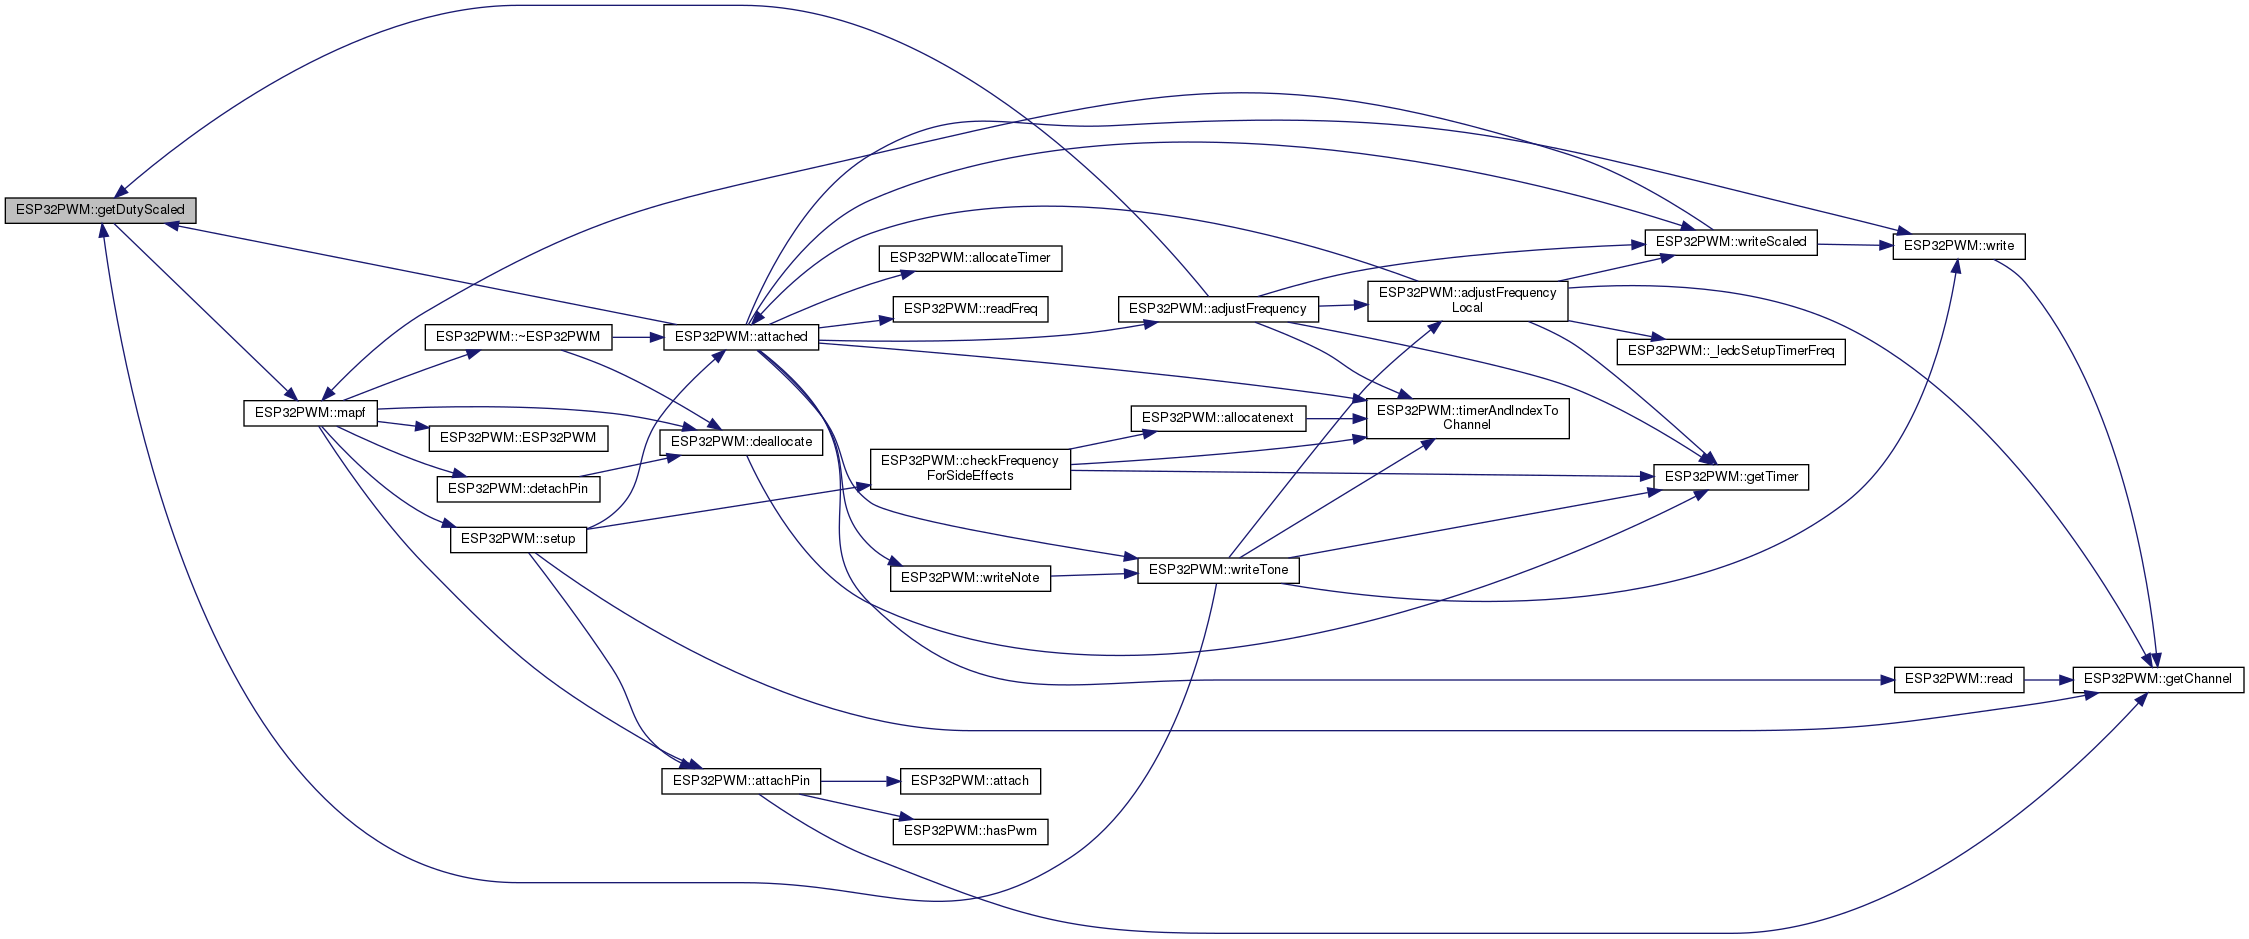 ESP32PWM::getDutyScaled
ESP32PWM::mapf
ESP32PWM::~ESP32PWM
ESP32PWM::ESP32PWM
ESP32PWM::detachPin
ESP32PWM::setup
ESP32PWM::attached
ESP32PWM::deallocate
ESP32PWM::attachPin
ESP32PWM::allocateTimer
ESP32PWM::readFreq
ESP32PWM::checkFrequency
ForSideEffects
ESP32PWM::writeNote
ESP32PWM::attach
ESP32PWM::hasPwm
ESP32PWM::adjustFrequency
ESP32PWM::allocatenext
ESP32PWM::writeTone
ESP32PWM::adjustFrequency
Local
ESP32PWM::timerAndIndexTo
Channel
ESP32PWM::writeScaled
ESP32PWM::_ledcSetupTimerFreq
ESP32PWM::getTimer
ESP32PWM::write
ESP32PWM::read
ESP32PWM::getChannel